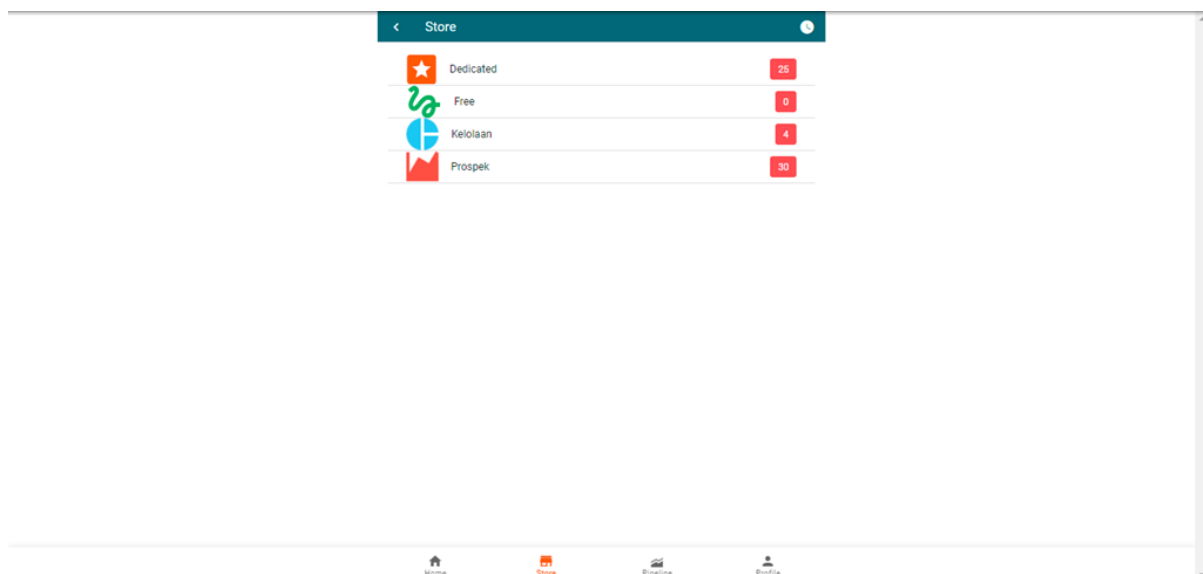 Store
Dedicated 25
Free 0
Kelolaan 4
Prospek 30
Home Store Pipeline Profile